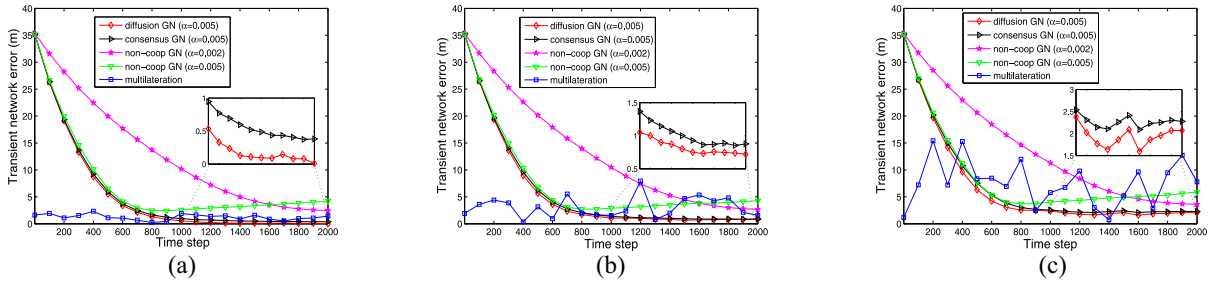 Transient network error (m)
40
35
30
25
20
15
10
5
0
diffusion GN (α=0.005)
consensus GN (α=0.005)
non-coop GN (α=0.002)
non-coop GN (α=0.005)
multilateration
1
0.5
0
200 400 600 800 1000 1200 1400 1600 1800 2000
Time step
(a)
Transient network error (m)
40
35
30
25
20
15
10
5
0
diffusion GN (α=0.005)
consensus GN (α=0.005)
non-coop GN (α=0.002)
non-coop GN (α=0.005)
multilateration
1.5
1
0.5
200 400 600 800 1000 1200 1400 1600 1800 2000
Time step
(b)
Transient network error (m)
40
35
30
25
20
15
10
5
0
diffusion GN (α=0.005)
consensus GN (α=0.005)
non-coop GN (α=0.002)
non-coop GN (α=0.005)
multilateration
3
2.5
2
1.5
200 400 600 800 1000 1200 1400 1600 1800 2000
Time step
(c)